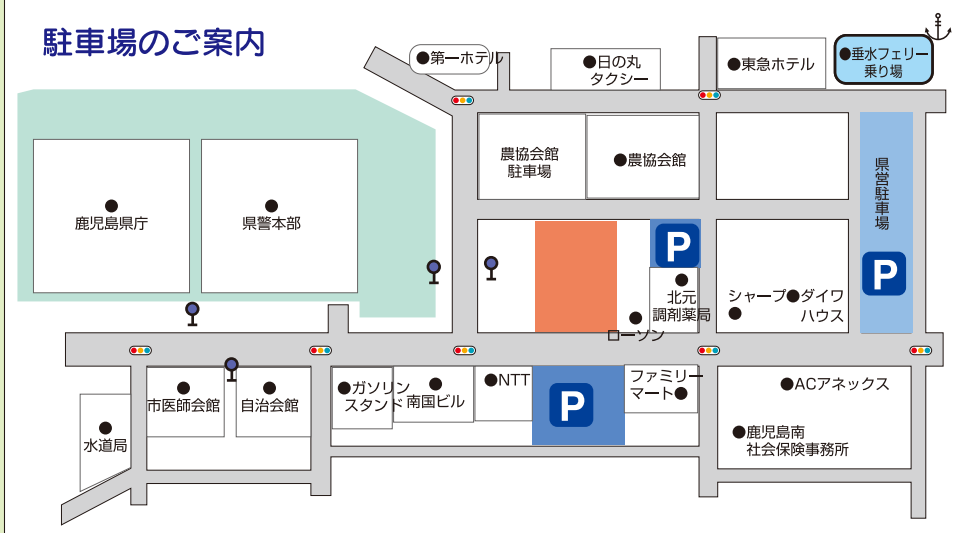 駐車場のご案内
●第一ホテル
●日の丸
タクシー
●東急ホテル
●垂水フェリー
乗り場
農協会館
駐車場
●農協会館
県営駐車場
鹿児島県庁
県警本部
P
P
北元
調剤薬局
シャープ
●ダイワ
ハウス
ローソン
市医師会館
自治会館
●ガソリン
スタンド
南国ビル
●NTT
P
ファミリー
マート●
●ACアネックス
水道局
●鹿児島南
社会保険事務所